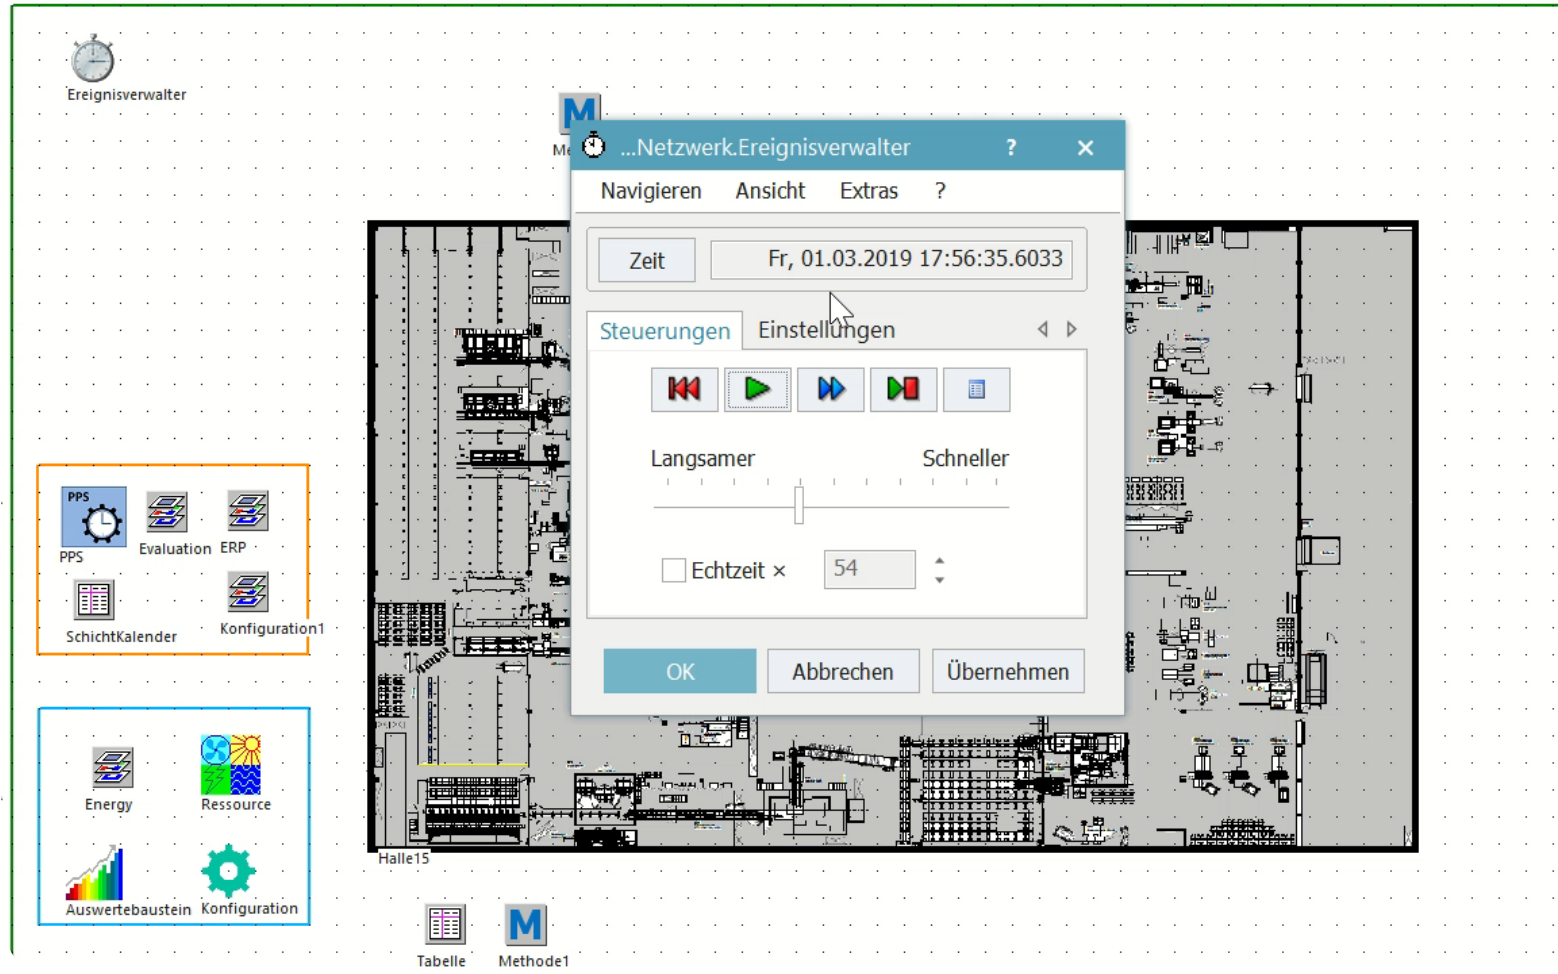 Ereignisverwalter
M
Me
...Netzwerk.Ereignisverwalter ?
Navigieren Ansicht Extras ?
Zeit Fr, 01.03.2019 17:56:35.6033
Steuerungen Einstellungen
Langsamer Schneller
Echtzeit × 54
OK Abbrechen Übernehmen
PPS
PPS
Evaluation
ERP
SchichtKalender
Konfiguration1
Energy
Ressource
Auswertebaustein
Konfiguration
Halle15
M
Tabelle
Methode1